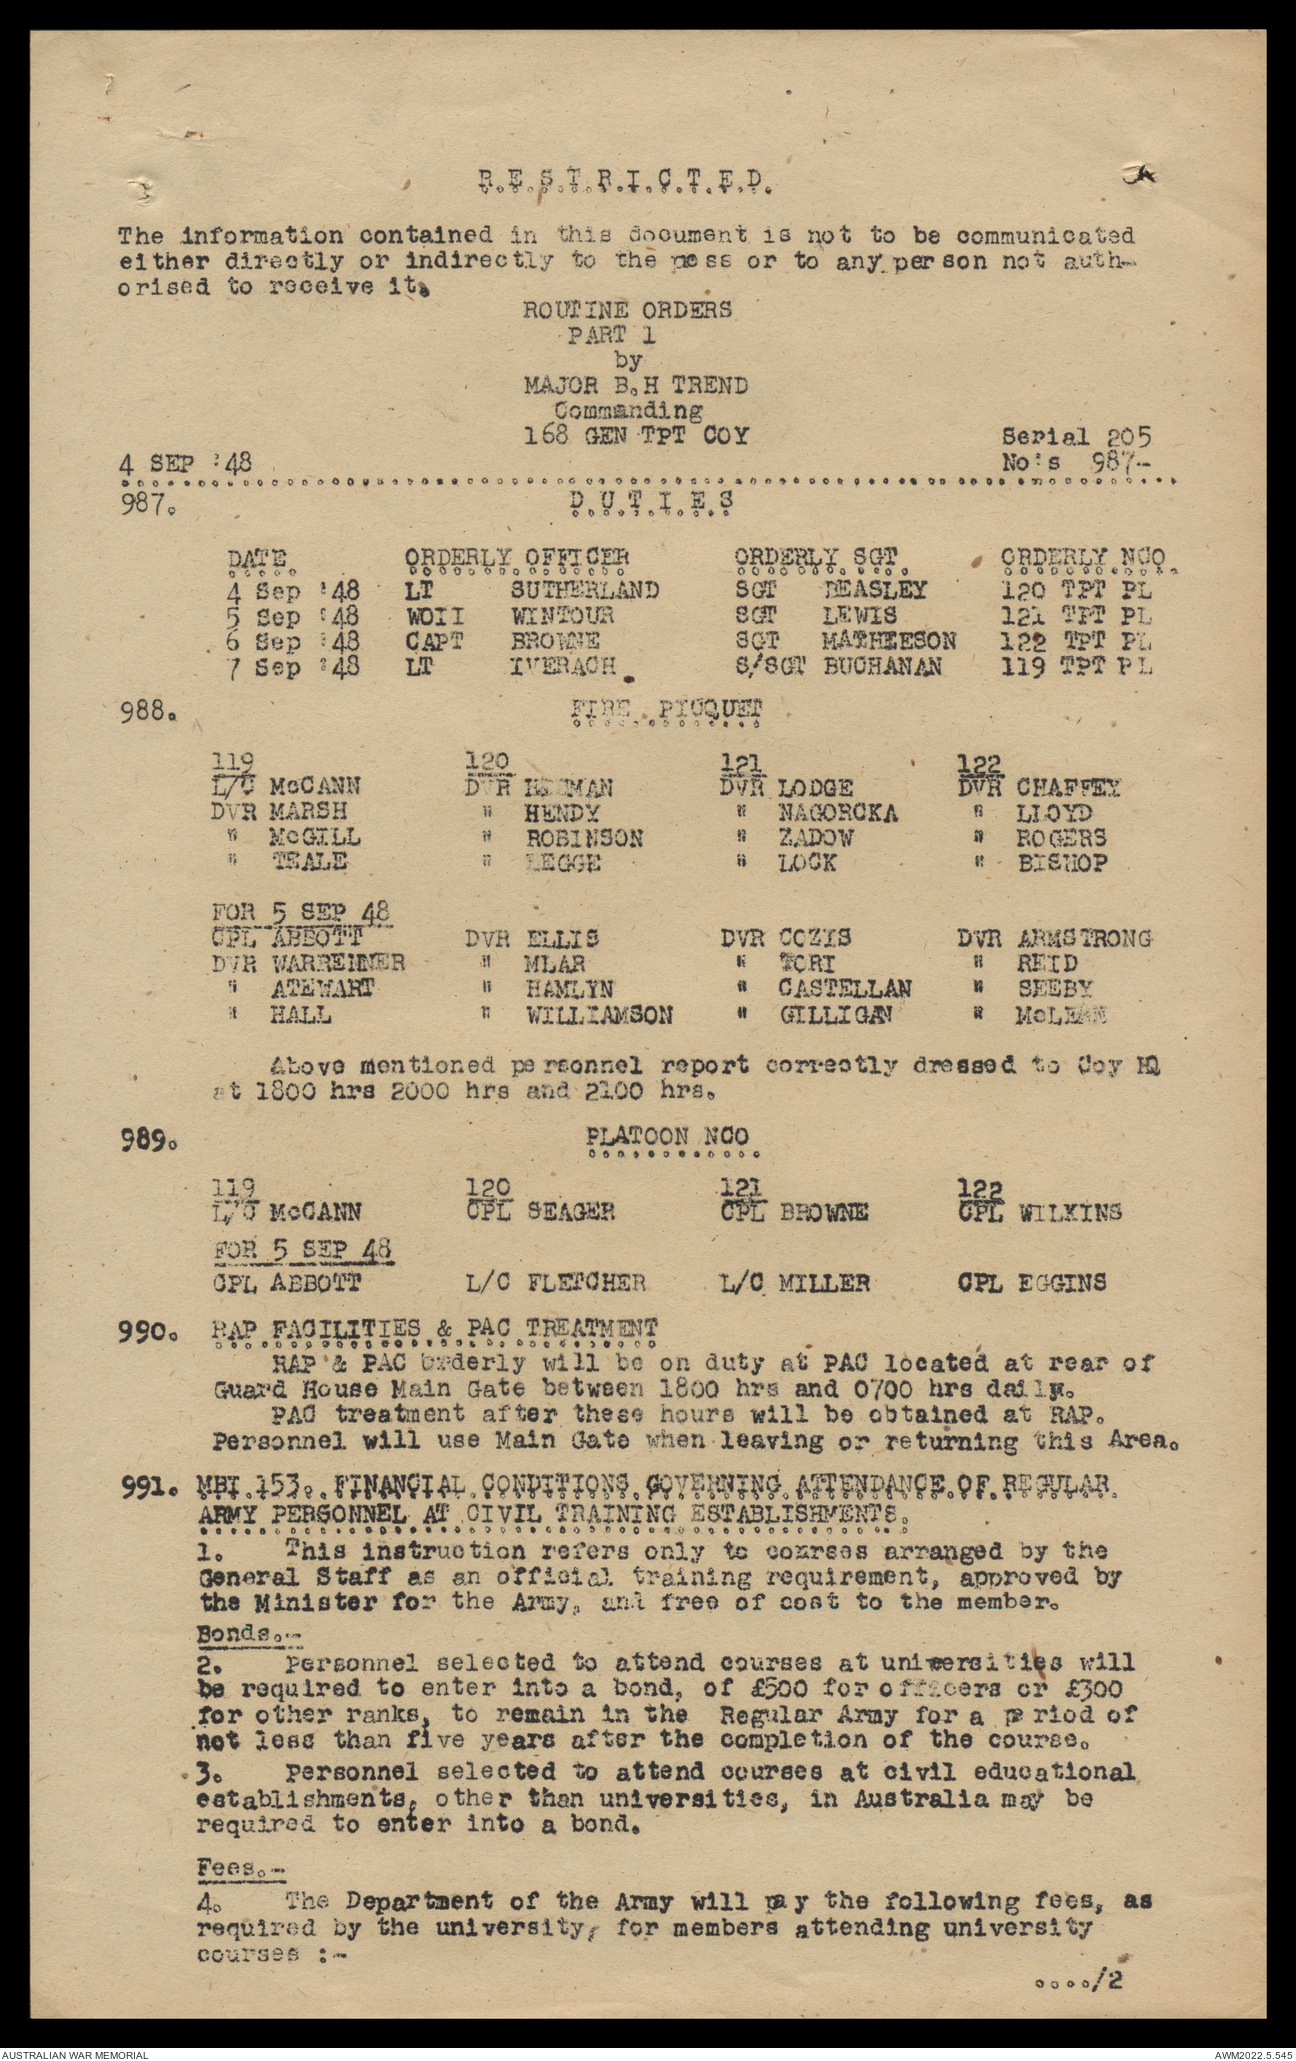 R.E.S.T.R.I.C.T.E.D.
The information contained in this document is not to be communicated
either directly or indirectly to the pess or to any person not auth-
orised to receive it.
ROUTINE ORDERS
PART 1
by
MAJOR B.H TREND
Commanding
168 GEN TPT COY Serial 205
4 SEP '48 No's 987-
987. D.U.T.I.E.S
DATE. ORDERLY OFFICER ORDERLY SGT. ORDERLY NCO.
4 Sep '48 LT SUTHERLAND SGT BEASLEY 120 TPT PL
5 Sep '48 WOII WINTOUR SGT LEWIS 121 TPT PL
6 Sep '48 CAPT BROWNE SGT MATHEESON 122 TPT PL
7 Sep '48 LT IVERACH. S/SGT BUCHANAN 119 TPT PL
988. FIRE PICQUET
119 120 121 122
L/C McCANN DVR DVR LODGE DVR CHAFFEY
DVR MARSH " HENDY " NAGORCKA " LLOYD
" McGILL " ROBINSON " ZADOW " ROGERS
" TEALE " LEGGE " LOCK " BISHOP
FOR 5 SEP 48
CPL ABBOTT DVR ELLIS DVR COZIS DVR ARMSTRONG
DVR WARRENNER " MLAR " TORI " REID
" ATEWART " HAMLYN " CASTELLAN " SEEBY
" HALL " WILLIAMSON " GILLIGAN " McLEAN
Above mentioned personnel report correctly dressed to Coy HQ
at 1800 hrs 2000 hrs and 2100 hrs.
989. PLATOON NCO
119 120 121 122
L/C McCANN CPL SEAGER CPL BROWNE CPL WILKINS
FOR 5 SEP 48
CPL ABBOTT L/C FLETCHER L/C MILLER CPL EGGINS
990. RAP FACILITIES & PAC TREATMENT
RAP & PAC orderly will be on duty at PAC located at rear of
Guard House Main Gate between 1800 hrs and 0700 hrs daily.
PAC treatment after these hours will be obtained at RAP.
Personnel will use Main Gate when leaving or returning this Area.
991. MBI 153. FINANCIAL CONDITIONS GOVERNING ATTENDANCE OF REGULAR
ARMY PERSONNEL AT CIVIL TRAINING ESTABLISHMENTS.
1. This instruction refers only to courses arranged by the
General Staff as an official training requirement, approved by
the Minister for the Army, and free of cost to the member.
Bonds.-
2. Personnel selected to attend courses at universities will
be required to enter into a bond, of £500 for officers or £300
for other ranks, to remain in the Regular Army for a period of
not less than five years after the completion of the course.
3. Personnel selected to attend courses at civil educational
establishments, other than universities, in Australia may be
required to enter into a bond.
Fees.-
4. The Department of the Army will pay the following fees, as
required by the university, for members attending university
courses :-
..../2
AUSTRALIAN WAR MEMORIAL AWM2022.5.545